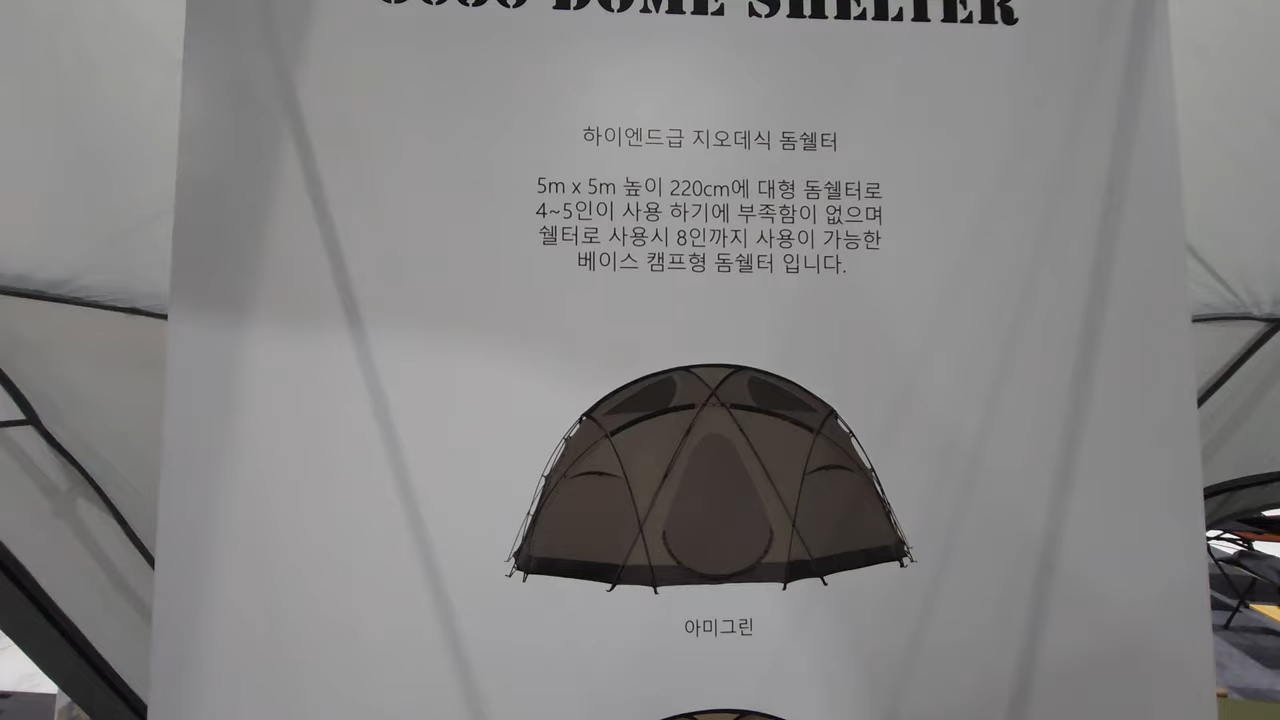 DOME SHELTER
하이엔드급 지오데식 돔쉘터
5m x 5m 높이 220cm에 대형 돔쉘터로
4~5인이 사용 하기에 부족함이 없으며
쉘터로 사용시 8인까지 사용이 가능한
베이스 캠프형 돔쉘터 입니다.
아미그린